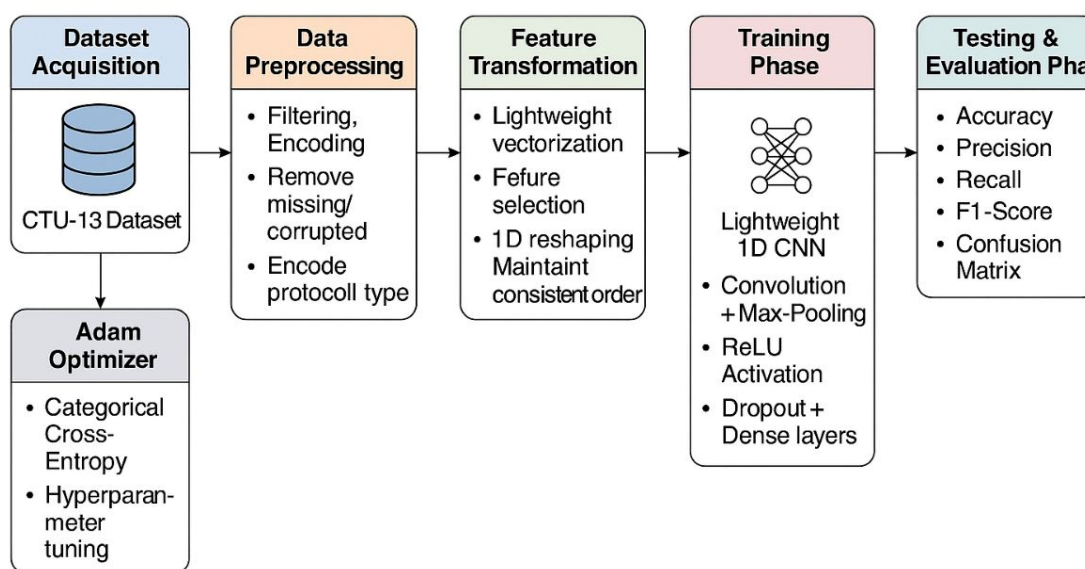 Dataset
Acquisition
CTU-13 Dataset
Adam
Optimizer
• Categorical
Cross-
Entropy
• Hyperparan-
meter
tuning
Data
Preprocessing
• Filtering,
Encoding
• Remove
missing/
corrupted
• Encode
protocoll type
Feature
Transformation
• Lightweight
vectorization
• Fefure
selection
• 1D reshaping
Maintaint
consistent order
Training
Phase
Lightweight
1D CNN
• Convolution
+ Max-Pooling
• ReLU
Activation
• Dropout +
Dense layers
Testing &
Evaluation Pha
• Accuracy
• Precision
• Recall
• F1-Score
• Confusion
Matrix